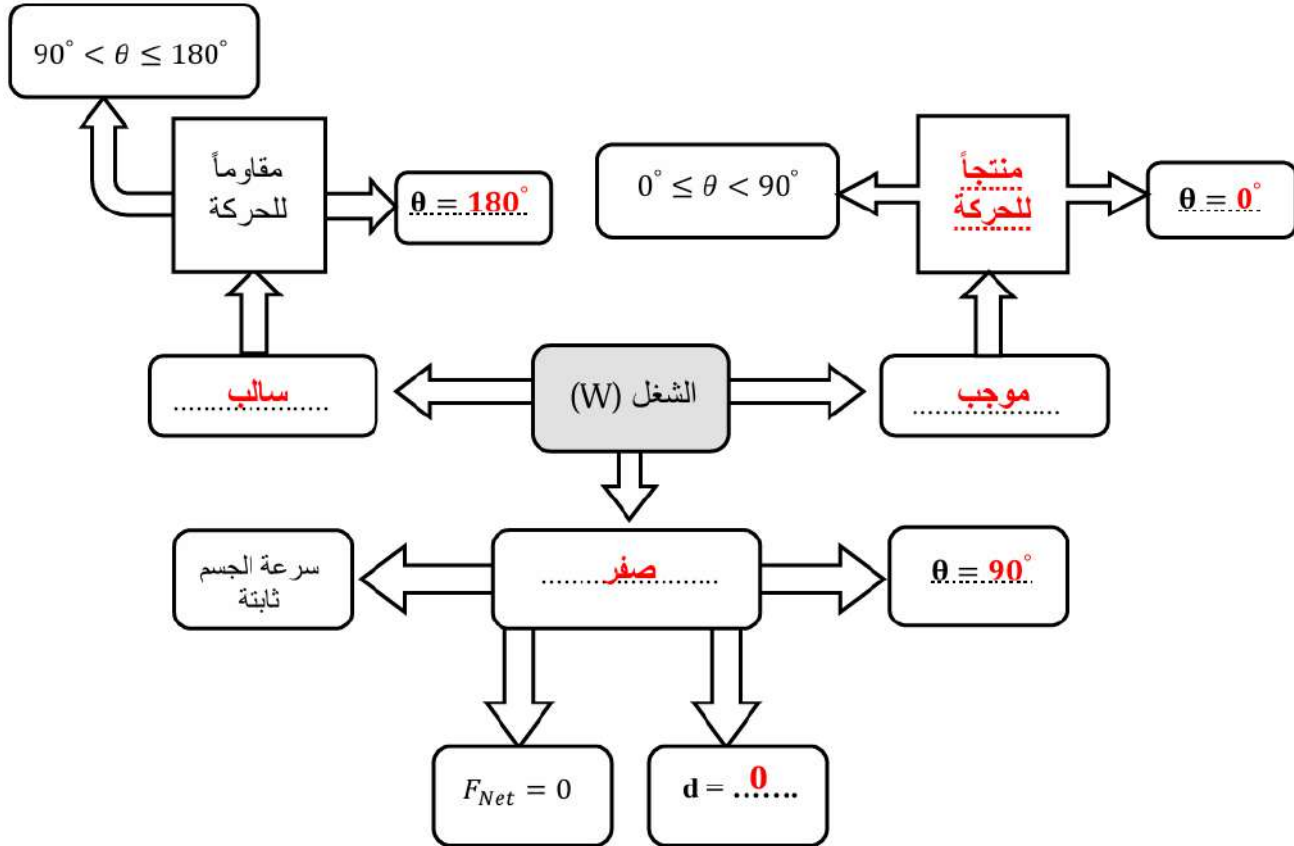 90° < θ ≤ 180°
مقاوماً
للحركة
θ = 180°
0° ≤ θ < 90°
منتجاً
للحركة
θ = 0°
سالب
الشغل (W)
موجب
سرعة الجسم
ثابتة
صفر
θ = 90°
F_Net = 0
d = 0